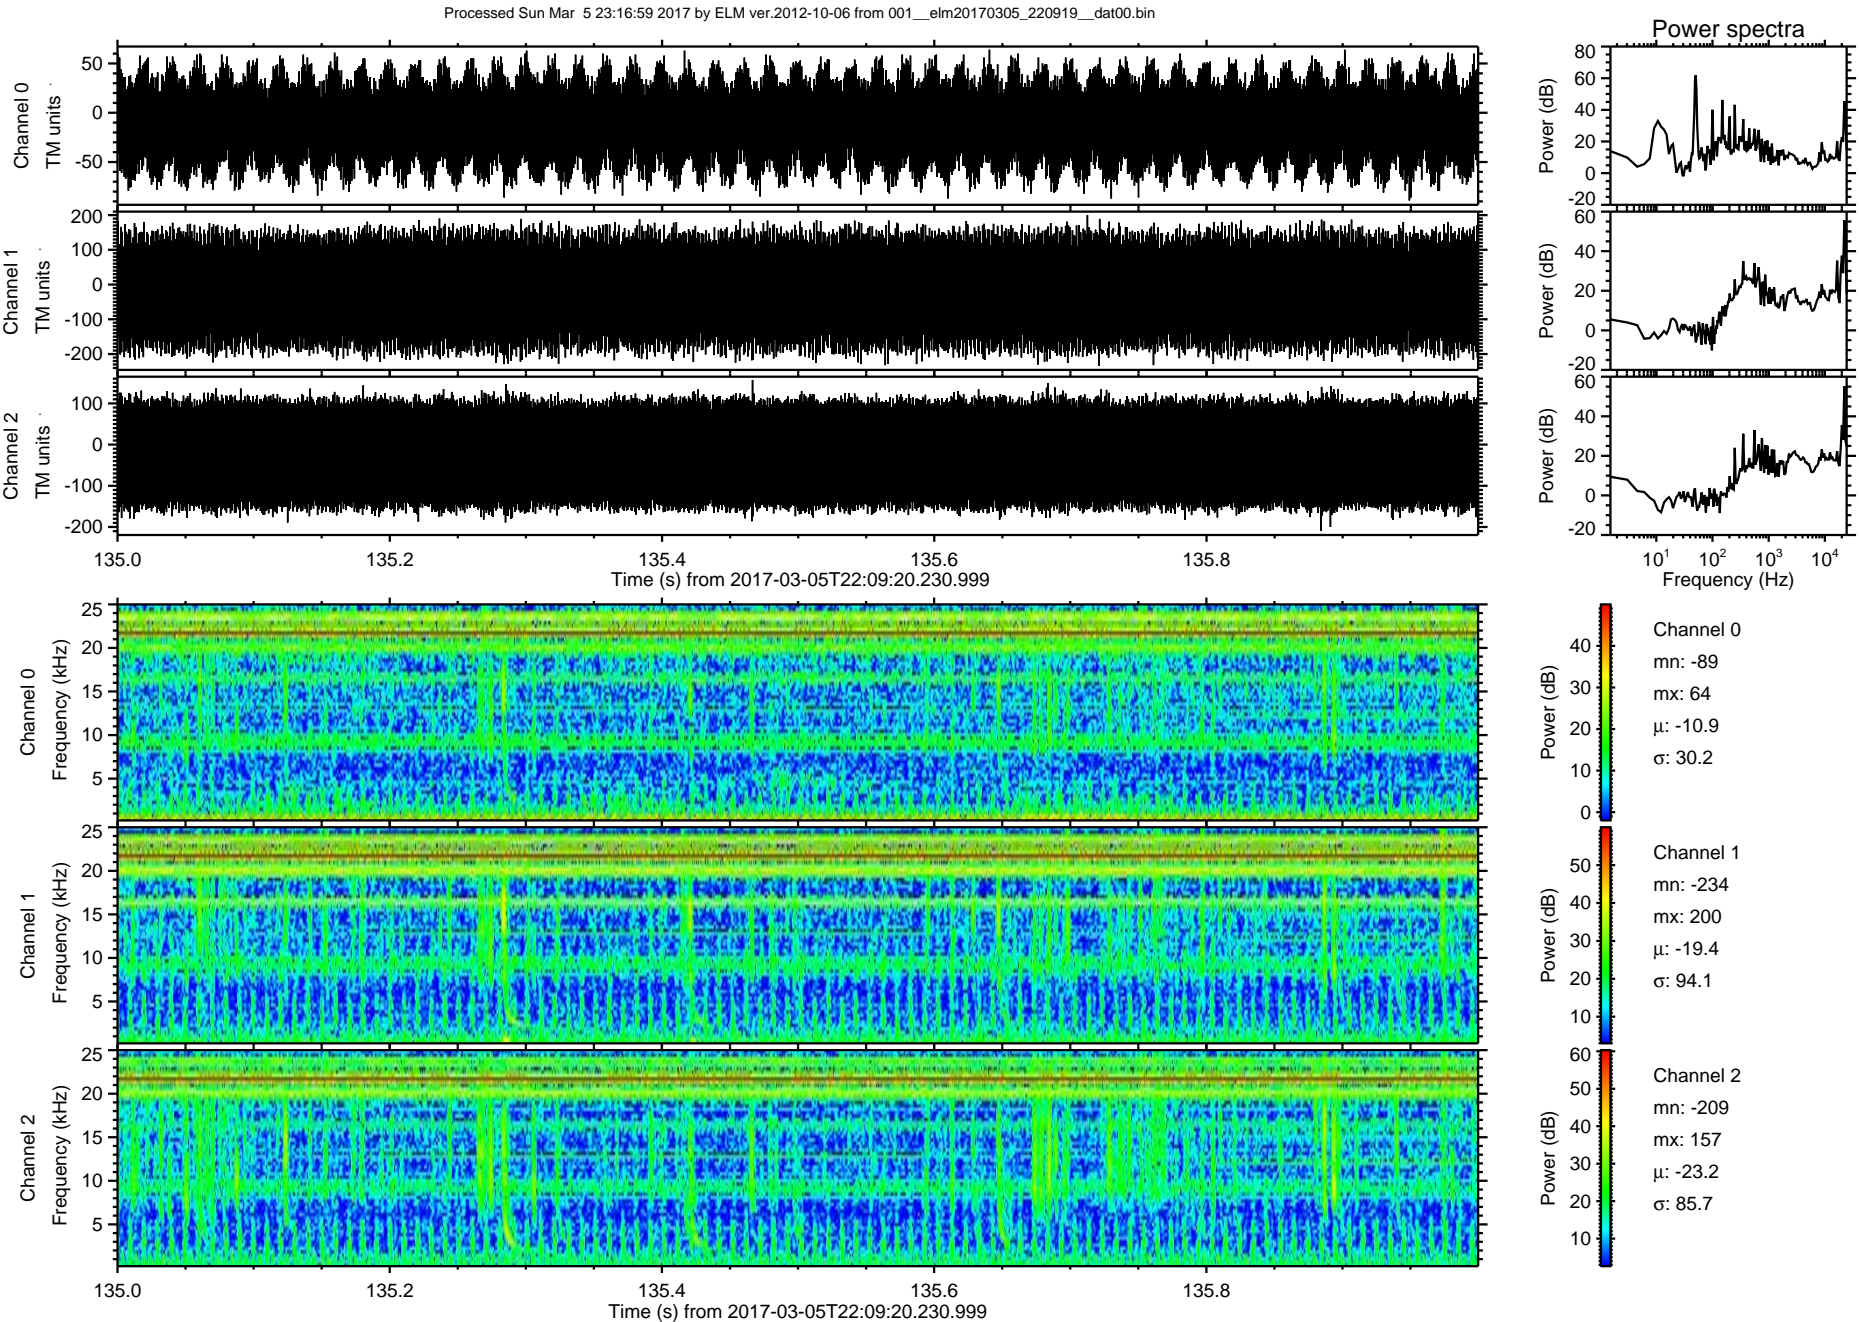 Processed Sun Mar  5 23:16:59 2017 by ELM ver.2012-10-06 from 001__elm20170305_220919__dat00.bin
Power spectra
Channel 0
TM units
50
0
-50
Power (dB)
80
60
40
20
0
-20
Channel 1
TM units
200
100
0
-100
-200
Power (dB)
60
40
20
0
-20
Channel 2
TM units
100
0
-100
-200
Power (dB)
60
40
20
0
-20
135.0 135.2 135.4 135.6 135.8
Time (s) from 2017-03-05T22:09:20.230.999
10¹ 10² 10³ 10⁴
Frequency (Hz)
Channel 0
Frequency (kHz)
25
20
15
10
5
Power (dB)
40
30
20
10
0
Channel 0
mn: -89
mx: 64
μ: -10.9
σ: 30.2
Channel 1
Frequency (kHz)
25
20
15
10
5
Power (dB)
50
40
30
20
10
Channel 1
mn: -234
mx: 200
μ: -19.4
σ: 94.1
Channel 2
Frequency (kHz)
25
20
15
10
5
Power (dB)
60
50
40
30
20
10
Channel 2
mn: -209
mx: 157
μ: -23.2
σ: 85.7
135.0 135.2 135.4 135.6 135.8
Time (s) from 2017-03-05T22:09:20.230.999